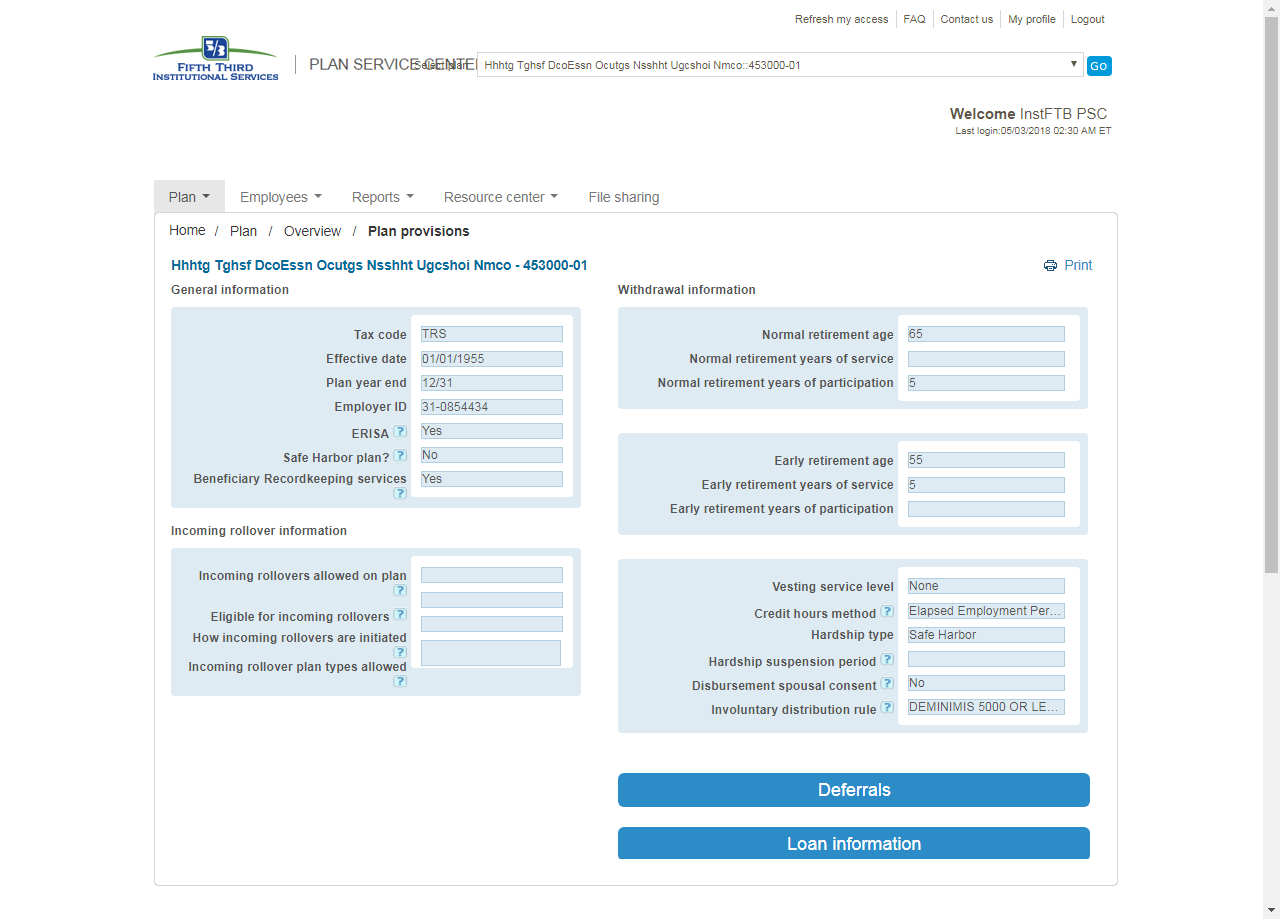 Refresh my access FAQ Contact us My profile Logout
FIFTH THIRD
INSTITUTIONAL SERVICES
PLAN SERVICE CENTER
Select plan Hhhtg Tghsf DcoEssn Ocutgs Nsshht Ugcshoi Nmco::453000-01 Go
Welcome InstFTB PSC
Last login:05/03/2018 02:30 AM ET
Plan Employees Reports Resource center File sharing
Home / Plan / Overview / Plan provisions
Hhhtg Tghsf DcoEssn Ocutgs Nsshht Ugcshoi Nmco - 453000-01
Print
General information
Tax code TRS
Effective date 01/01/1955
Plan year end 12/31
Employer ID 31-0854434
ERISA ? Yes
Safe Harbor plan? ? No
Beneficiary Recordkeeping services Yes
?
Incoming rollover information
Incoming rollovers allowed on plan
?
Eligible for incoming rollovers ?
How incoming rollovers are initiated
?
Incoming rollover plan types allowed
?
Withdrawal information
Normal retirement age 65
Normal retirement years of service
Normal retirement years of participation 5
Early retirement age 55
Early retirement years of service 5
Early retirement years of participation
Vesting service level None
Credit hours method ? Elapsed Employment Per...
Hardship type Safe Harbor
Hardship suspension period ?
Disbursement spousal consent ? No
Involuntary distribution rule ? DEMINIMIS 5000 OR LE...
Deferrals
Loan information